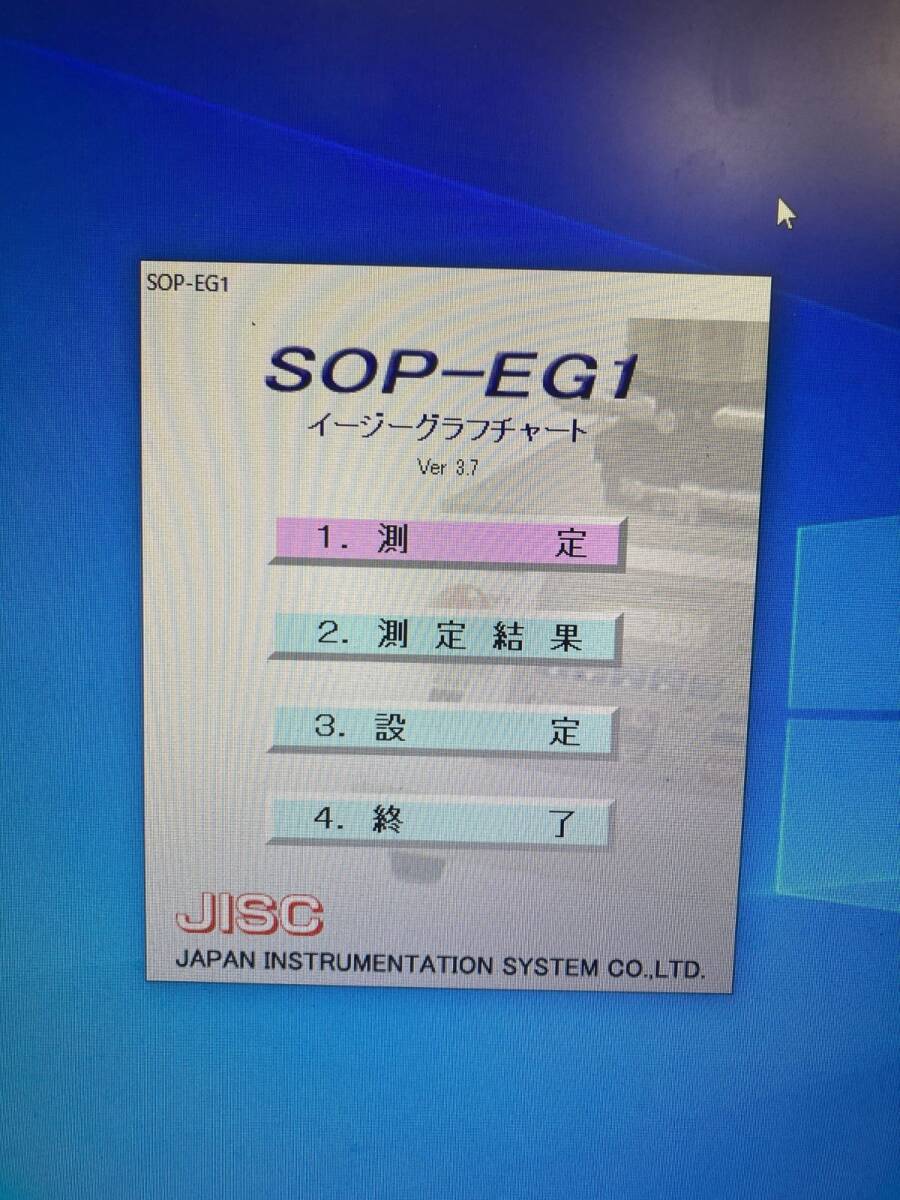 SOP-EG1
SOP-EG1
イージーグラフチャート
Ver 3.7
1. 測 定
2. 測 定 結 果
3. 設 定
4. 終 了
JISC
JAPAN INSTRUMENTATION SYSTEM CO.,LTD.